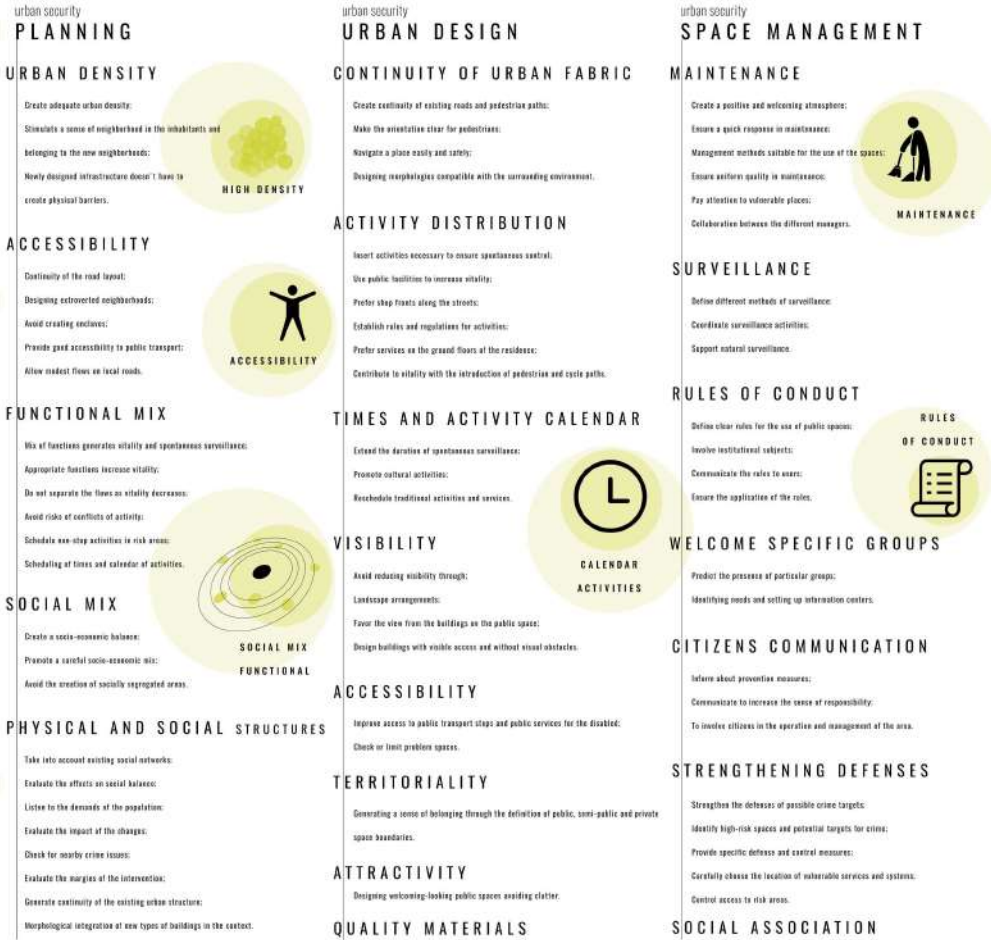 urban security
PLANNING
URBAN DENSITY
Create adequate urban density;
Stimulate a sense of neighborhood in the inhabitants and
belonging to the new neighborhoods;
Newly designed infrastructure doesn't have to
create physical barriers.
HIGH DENSITY
ACCESSIBILITY
Continuity of the road layout;
Designing extroverted neighborhoods;
Avoid creating enclaves;
Provide good accessibility to public transport;
Allow modest flows on local roads.
ACCESSIBILITY
FUNCTIONAL MIX
Mix of functions generates vitality and spontaneous surveillance;
Appropriate functions increase vitality;
Do not separate the flows as vitality decreases;
Avoid risks of conflicts of activity;
Schedule non-stop activities in risk areas;
Scheduling of times and calendar of activities.
SOCIAL MIX
Create a socio-economic balance;
Promote a careful socio-economic mix;
Avoid the creation of socially segregated areas.
SOCIAL MIX
FUNCTIONAL
PHYSICAL AND SOCIAL STRUCTURES
Take into account existing social networks;
Evaluate the effects on social balance;
Listen to the demands of the population;
Evaluate the impact of the changes;
Check for nearby crime issues;
Evaluate the margins of the intervention;
Generate continuity of the existing urban structure;
Morphological integration of new types of buildings in the context.
urban security
URBAN DESIGN
CONTINUITY OF URBAN FABRIC
Create continuity of existing roads and pedestrian paths;
Make the orientation clear for pedestrians;
Navigate a place easily and safely;
Designing morphologies compatible with the surrounding environment.
ACTIVITY DISTRIBUTION
Insert activities necessary to ensure spontaneous control;
Use public facilities to increase vitality;
Prefer shop fronts along the streets;
Establish rules and regulations for activities;
Prefer services on the ground floors of the residence;
Contribute to vitality with the introduction of pedestrian and cycle paths.
TIMES AND ACTIVITY CALENDAR
Extend the duration of spontaneous surveillance;
Promote cultural activities;
Reschedule traditional activities and services.
CALENDAR
ACTIVITIES
VISIBILITY
Avoid reducing visibility through;
Landscape arrangements;
Favor the view from the buildings on the public space;
Design buildings with visible access and without visual obstacles.
ACCESSIBILITY
Improve access to public transport stops and public services for the disabled;
Check or limit problem spaces.
TERRITORIALITY
Generating a sense of belonging through the definition of public, semi-public and private
space boundaries.
ATTRACTIVITY
Designing welcoming-looking public spaces avoiding clutter.
QUALITY MATERIALS
urban security
SPACE MANAGEMENT
MAINTENANCE
Create a positive and welcoming atmosphere;
Ensure a quick response in maintenance;
Management methods suitable for the use of the spaces;
Ensure uniform quality in maintenance;
Pay attention to vulnerable places;
Collaboration between the different managers.
MAINTENANCE
SURVEILLANCE
Define different methods of surveillance;
Coordinate surveillance activities;
Support natural surveillance.
RULES OF CONDUCT
Define clear rules for the use of public spaces;
Involve institutional subjects;
Communicate the rules to users;
Ensure the application of the rules.
RULES
OF CONDUCT
WELCOME SPECIFIC GROUPS
Predict the presence of particular groups;
Identifying needs and setting up information centers.
CITIZENS COMMUNICATION
Inform about prevention measures;
Communicate to increase the sense of responsibility;
To involve citizens in the operation and management of the area.
STRENGTHENING DEFENSES
Strengthen the defenses of possible crime targets;
Identify high-risk spaces and potential targets for crime;
Provide specific defense and control measures;
Carefully choose the location of vulnerable services and systems.
Control access to risk areas.
SOCIAL ASSOCIATION